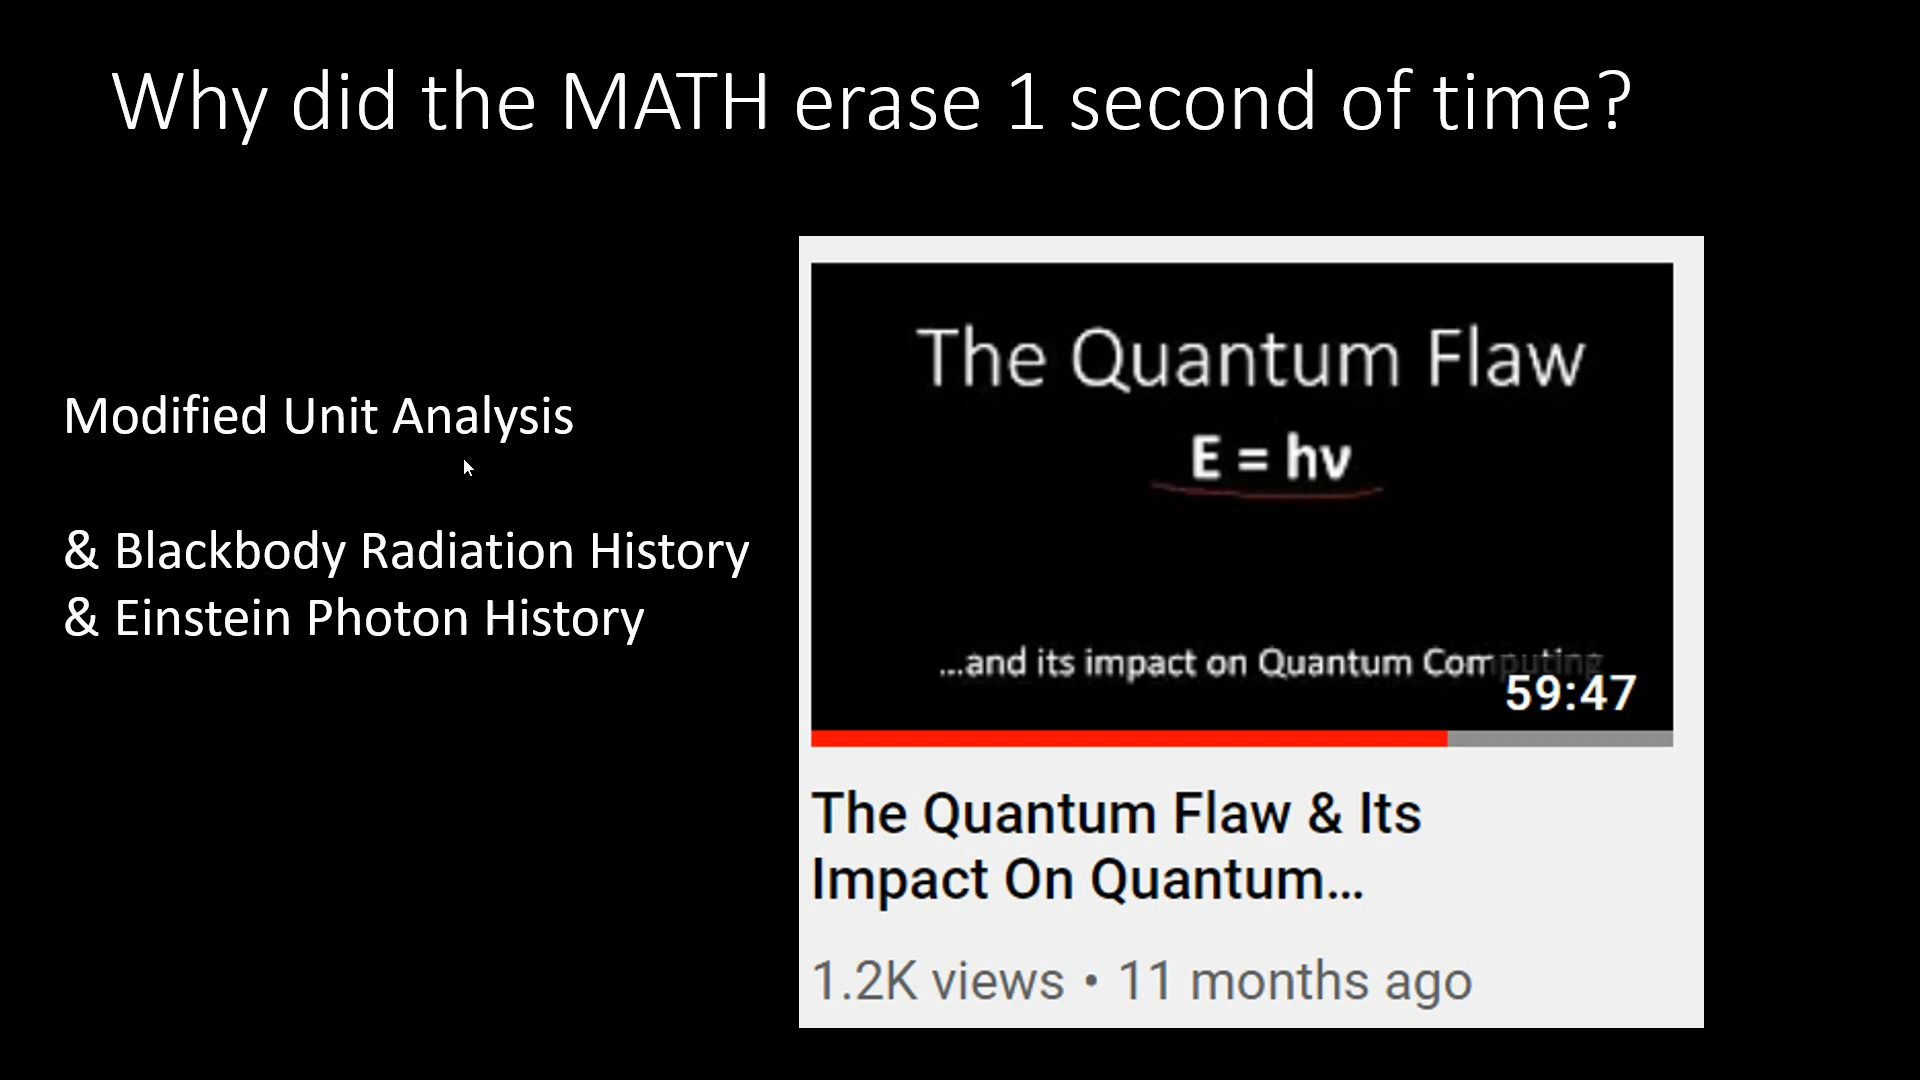 Why did the MATH erase 1 second of time?
Modified Unit Analysis
& Blackbody Radiation History
& Einstein Photon History
The Quantum Flaw
E = hν
...and its impact on Quantum Computing
59:47
The Quantum Flaw & Its
Impact On Quantum...
1.2K views • 11 months ago